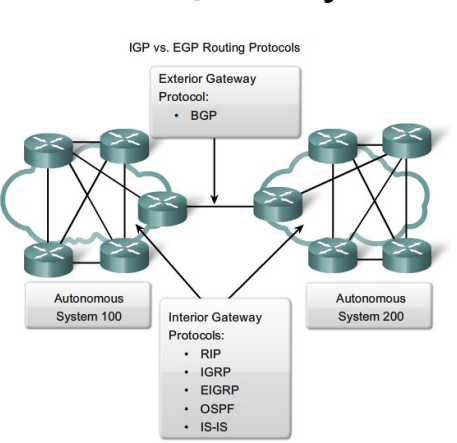 IGP vs. EGP Routing Protocols
Exterior Gateway
Protocol:
• BGP
Autonomous
System 100
Autonomous
System 200
Interior Gateway
Protocols:
• RIP
• IGRP
• EIGRP
• OSPF
• IS-IS